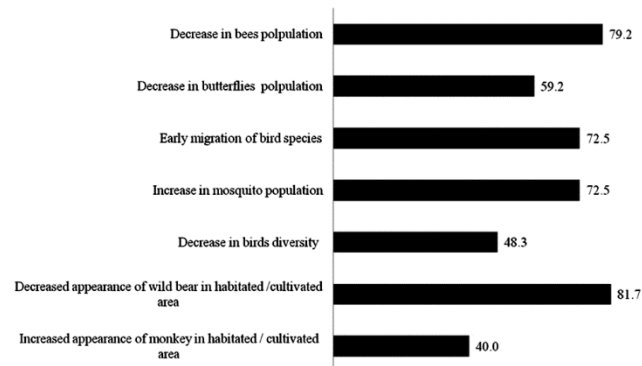 Decrease in bees polpulation
79.2
Decrease in butterflies polpulation
59.2
Early migration of bird species
72.5
Increase in mosquito population
72.5
Decrease in birds diversity
48.3
Decreased appearance of wild bear in habitated /cultivated
area
81.7
Increased appearance of monkey in habitated / cultivated
area
40.0